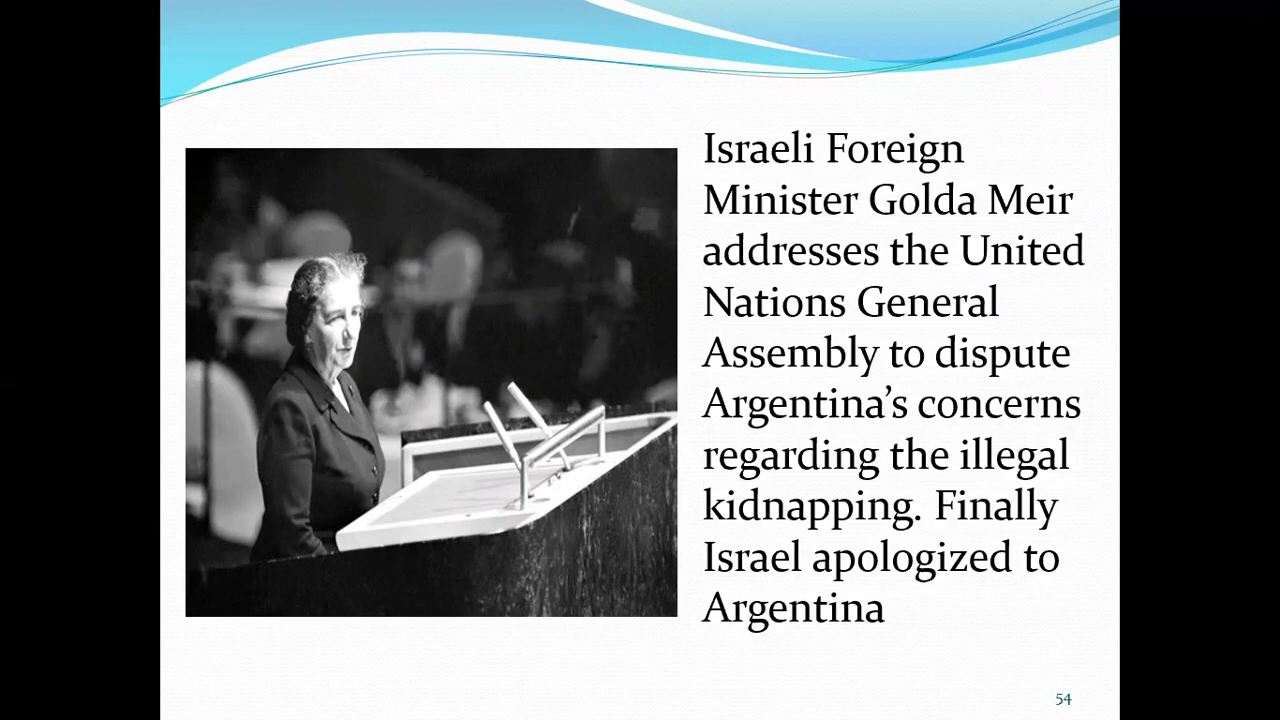 Israeli Foreign
Minister Golda Meir
addresses the United
Nations General
Assembly to dispute
Argentina’s concerns
regarding the illegal
kidnapping. Finally
Israel apologized to
Argentina
54